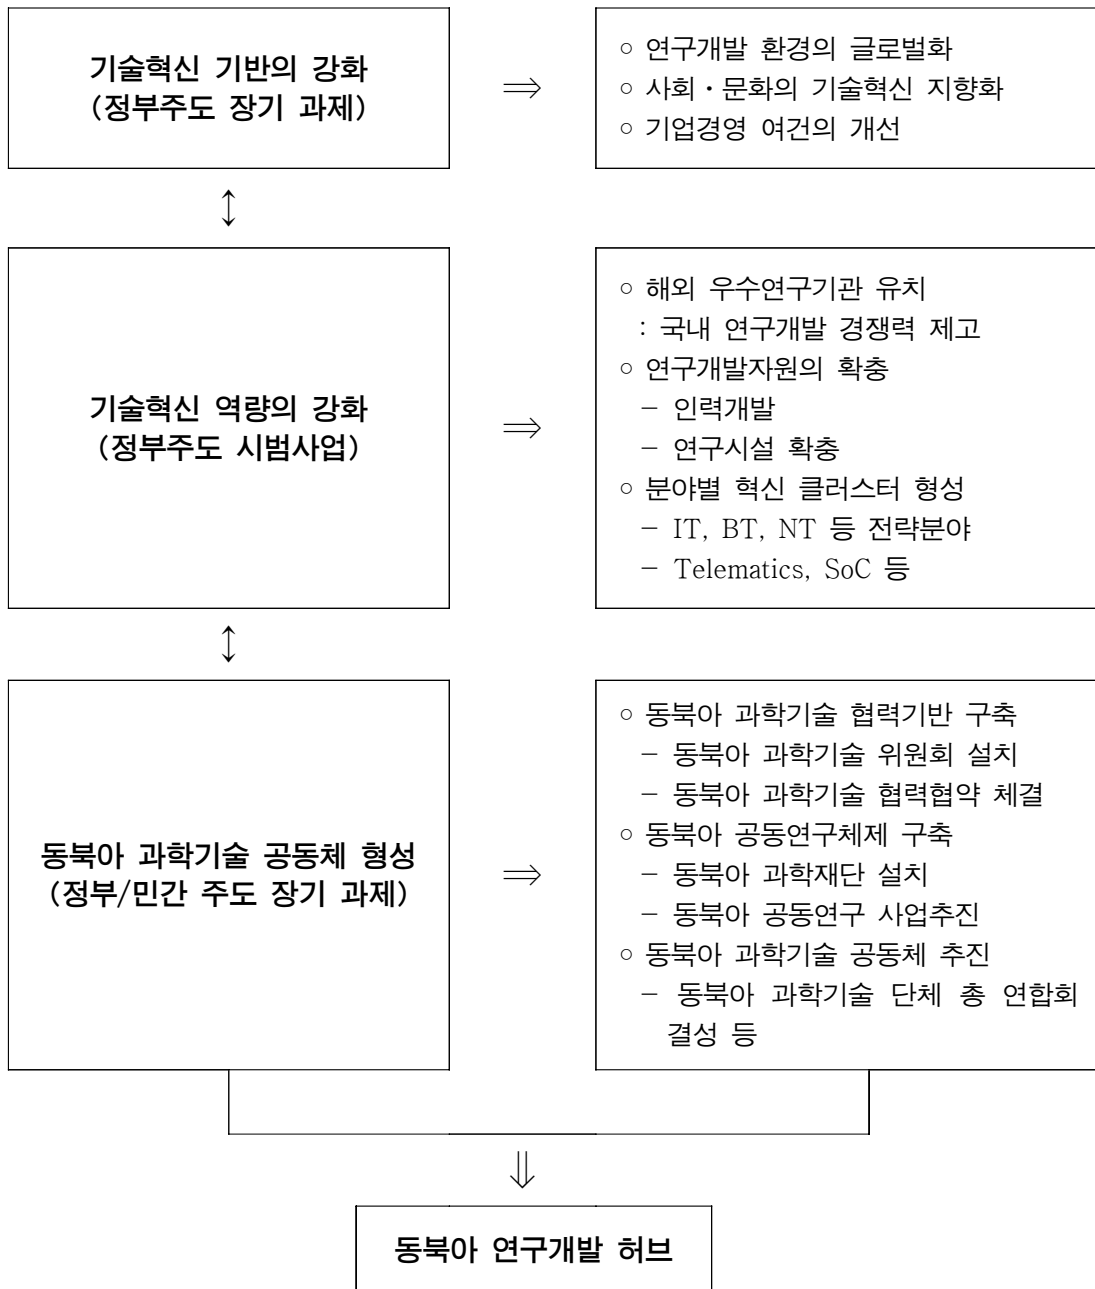 기술혁신 기반의 강화
(정부주도 장기 과제)
⇒
○ 연구개발 환경의 글로벌화
○ 사회・문화의 기술혁신 지향화
○ 기업경영 여건의 개선
↕
기술혁신 역량의 강화
(정부주도 시범사업)
⇒
○ 해외 우수연구기관 유치
: 국내 연구개발 경쟁력 제고
○ 연구개발자원의 확충
- 인력개발
- 연구시설 확충
○ 분야별 혁신 클러스터 형성
- IT, BT, NT 등 전략분야
- Telematics, SoC 등
↕
동북아 과학기술 공동체 형성
(정부/민간 주도 장기 과제)
⇒
○ 동북아 과학기술 협력기반 구축
- 동북아 과학기술 위원회 설치
- 동북아 과학기술 협력협약 체결
○ 동북아 공동연구체제 구축
- 동북아 과학재단 설치
- 동북아 공동연구 사업추진
○ 동북아 과학기술 공동체 추진
- 동북아 과학기술 단체 총 연합회
결성 등
⇓
동북아 연구개발 허브